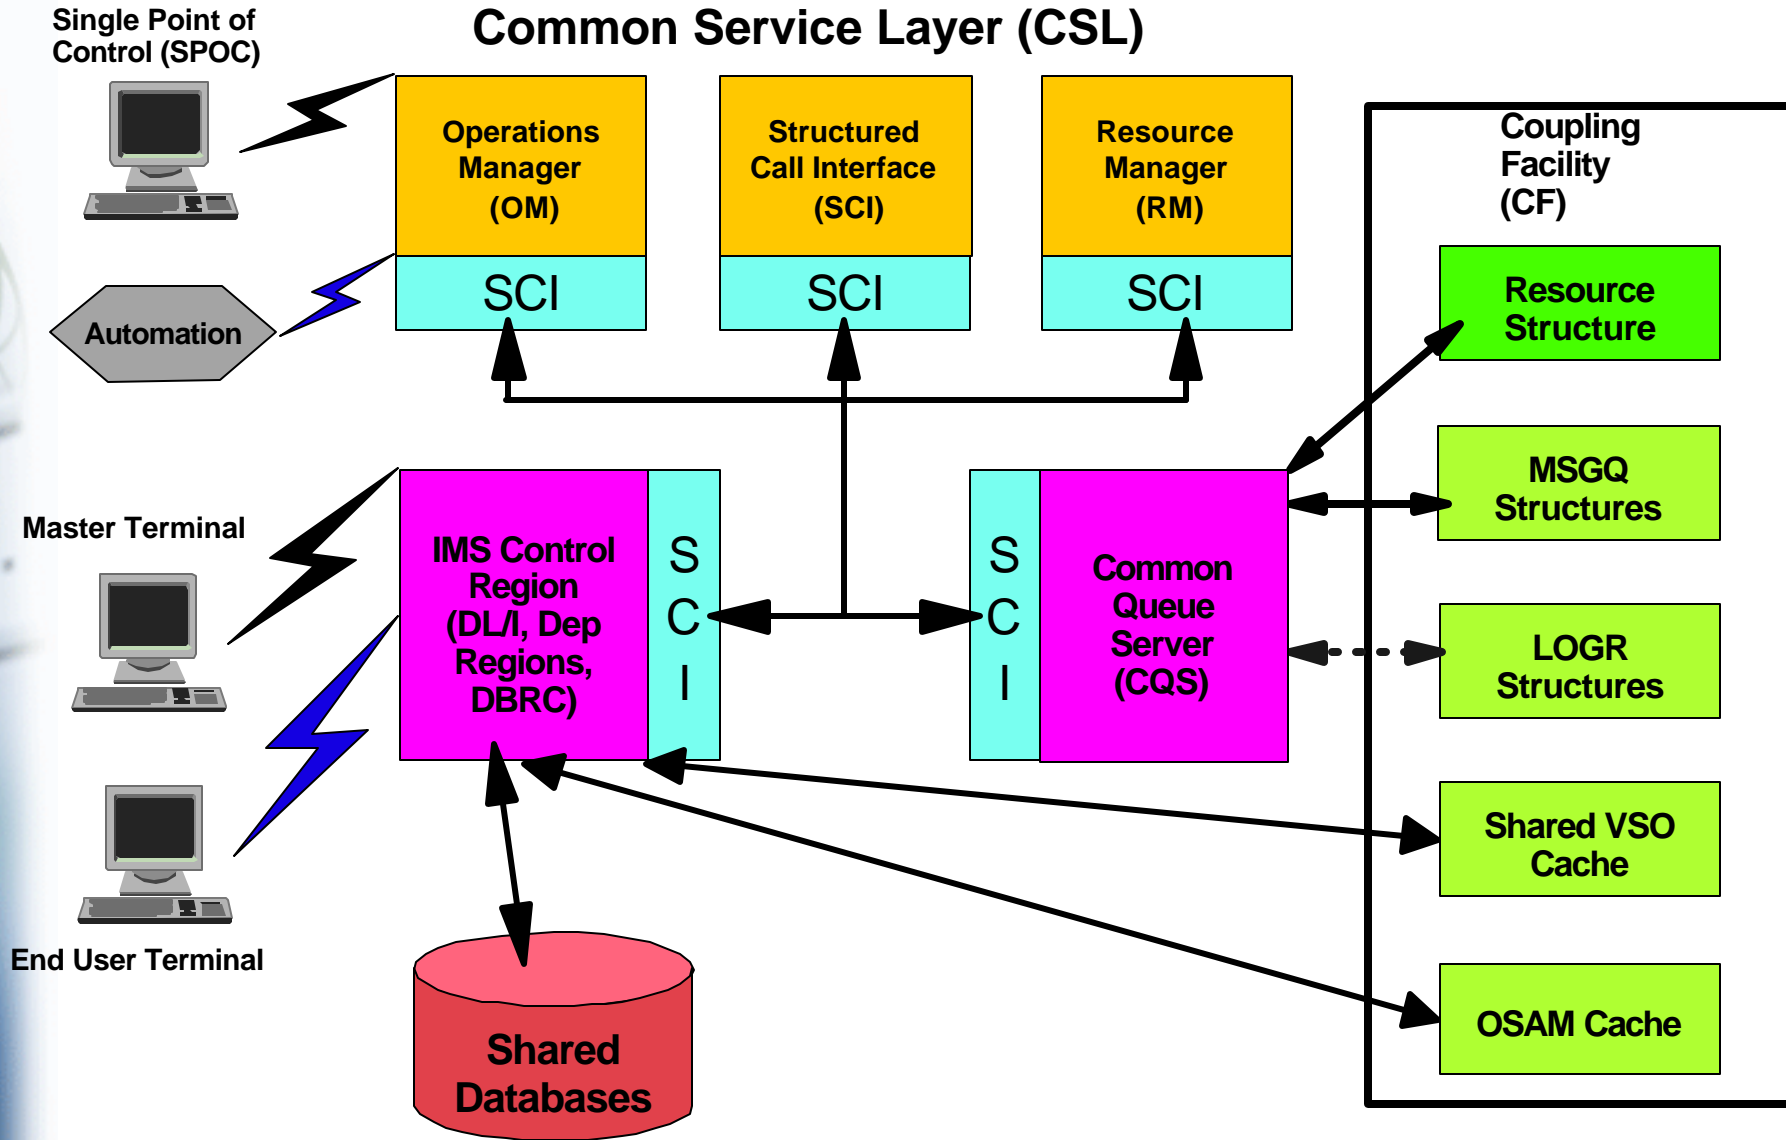 Single Point of
Control (SPOC)
Common Service Layer (CSL)
Operations
Manager
(OM)
SCI
Structured
Call Interface
(SCI)
SCI
Resource
Manager
(RM)
SCI
Automation
Coupling
Facility
(CF)
Resource
Structure
MSGQ
Structures
LOGR
Structures
Shared VSO
Cache
OSAM Cache
Master Terminal
IMS Control
Region
(DL/I, Dep
Regions,
DBRC)
S
C
I
S
C
I
Common
Queue
Server
(CQS)
End User Terminal
Shared
Databases